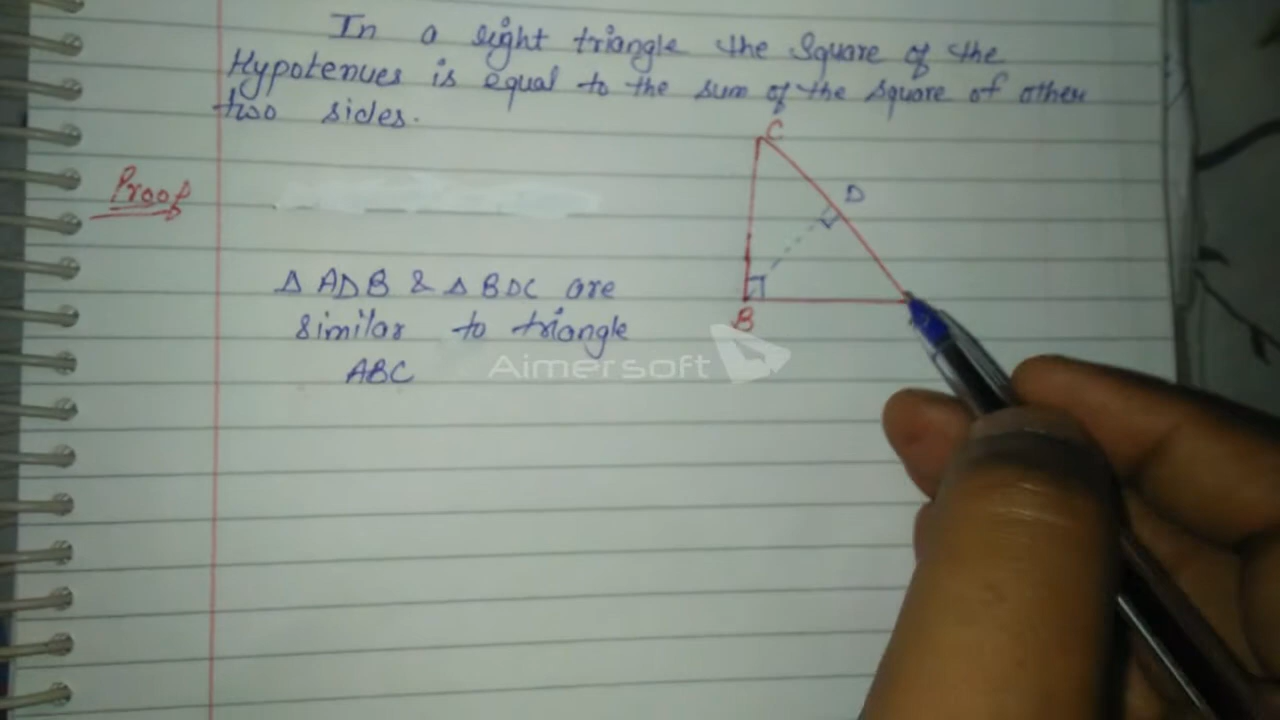 In a right triangle the Square of the
Hypotenues is equal to the sum of the square of other
two sides.
C
Proof
D
Δ ADB & Δ BDC are
similar to triangle
B
Aimersoft
ABC